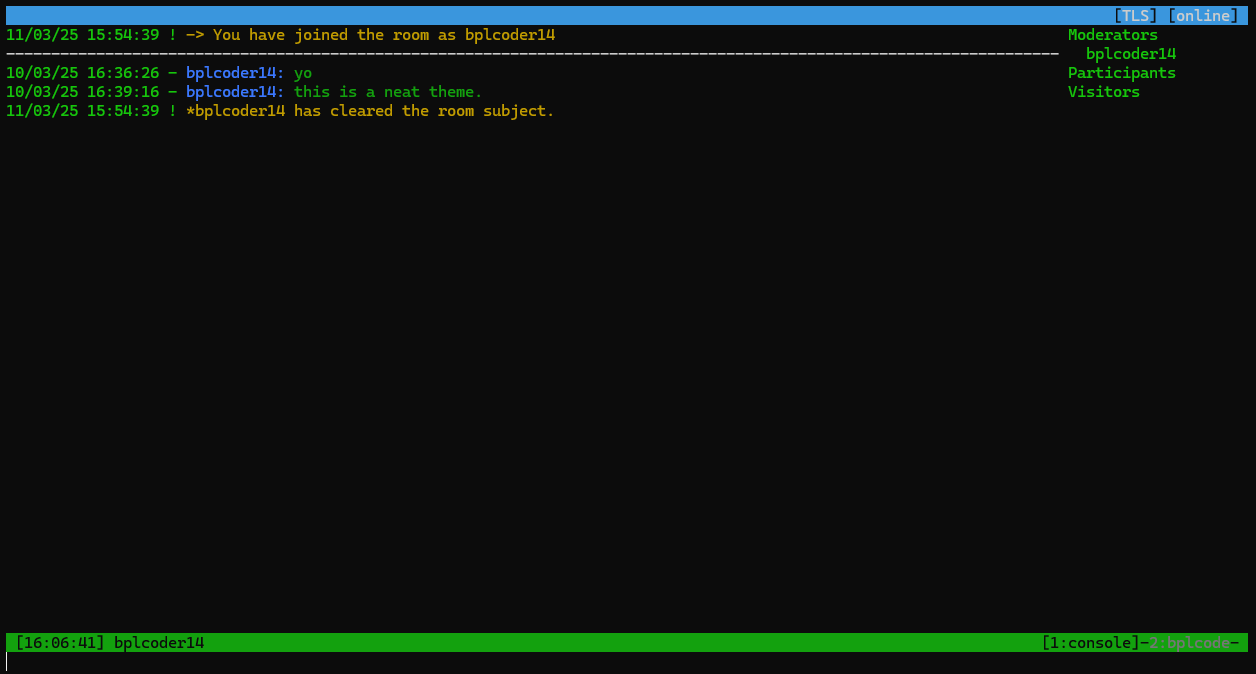 [TLS] [online]
11/03/25 15:54:39 ! -> You have joined the room as bplcoder14 Moderators
bplcoder14
10/03/25 16:36:26 - bplcoder14: yo Participants
10/03/25 16:39:16 - bplcoder14: this is a neat theme. Visitors
11/03/25 15:54:39 ! *bplcoder14 has cleared the room subject.
[16:06:41] bplcoder14 [1:console]-2:bplcode-